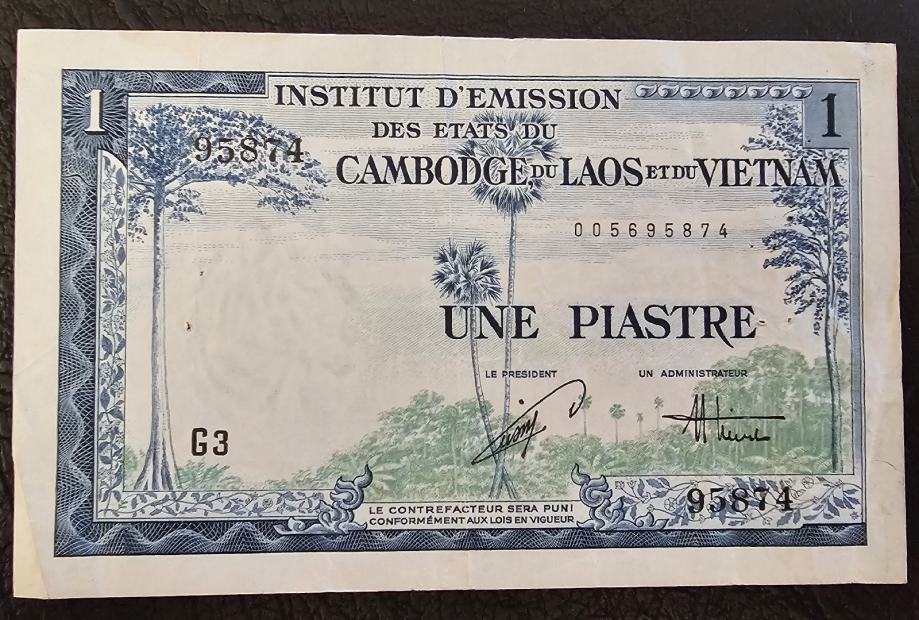 1 INSTITUT D'EMISSION 1
DES ETATS DU
95874
CAMBODGE, DU LAOS ET DU VIETNAM
005695874
UNE PIASTRE
LE PRESIDENT UN ADMINISTRATEUR
G3
95874
LE CONTREFACTEUR SERA PUNI
CONFORMÉMENT AUX LOIS EN VIGUEUR